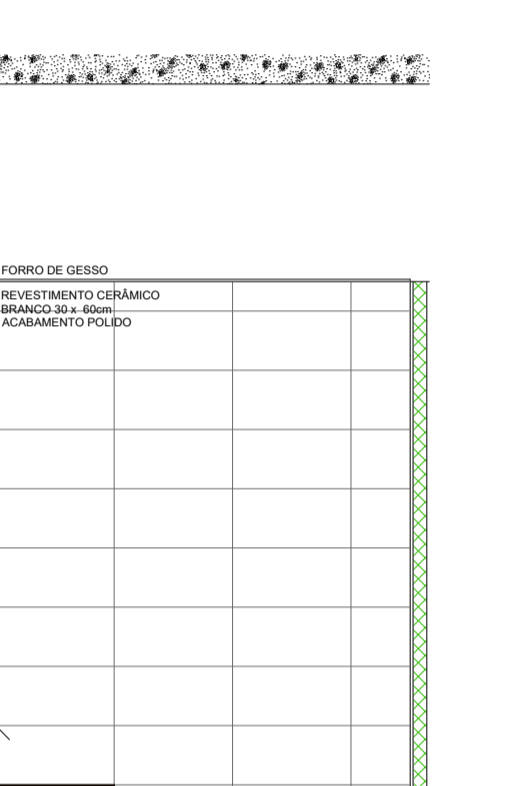 FORRO DE GESSO
REVESTIMENTO CERÂMICO
BRANCO 30 x 60cm
ACABAMENTO POLIDO